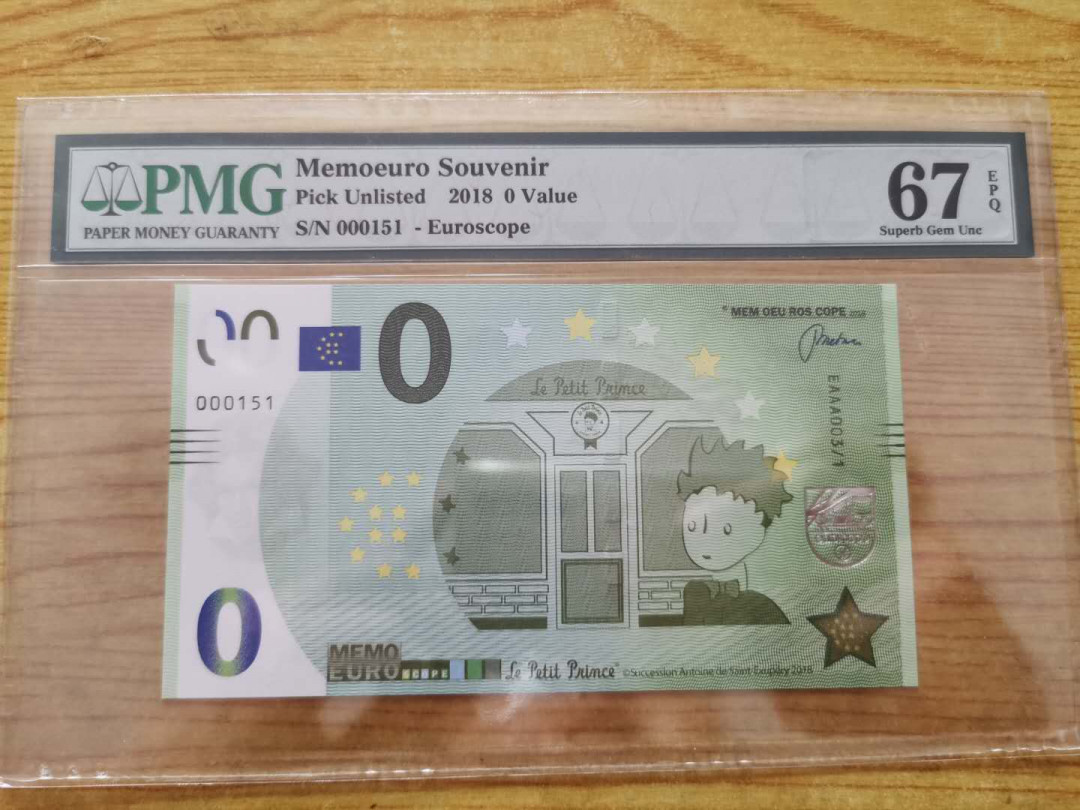 PMG
PAPER MONEY GUARANTY
Memoeuro Souvenir
Pick Unlisted 2018 0 Value
S/N 000151 - Euroscope
67
EPQ
Superb Gem Unc
000151
0
© MEM OEU ROS COPE 2018
EAAA003/1
Le Petit Prince
0
MEMO
EURO SCOPE
Le Petit Prince® ©Succession Antoine de Saint-Exupéry 2018